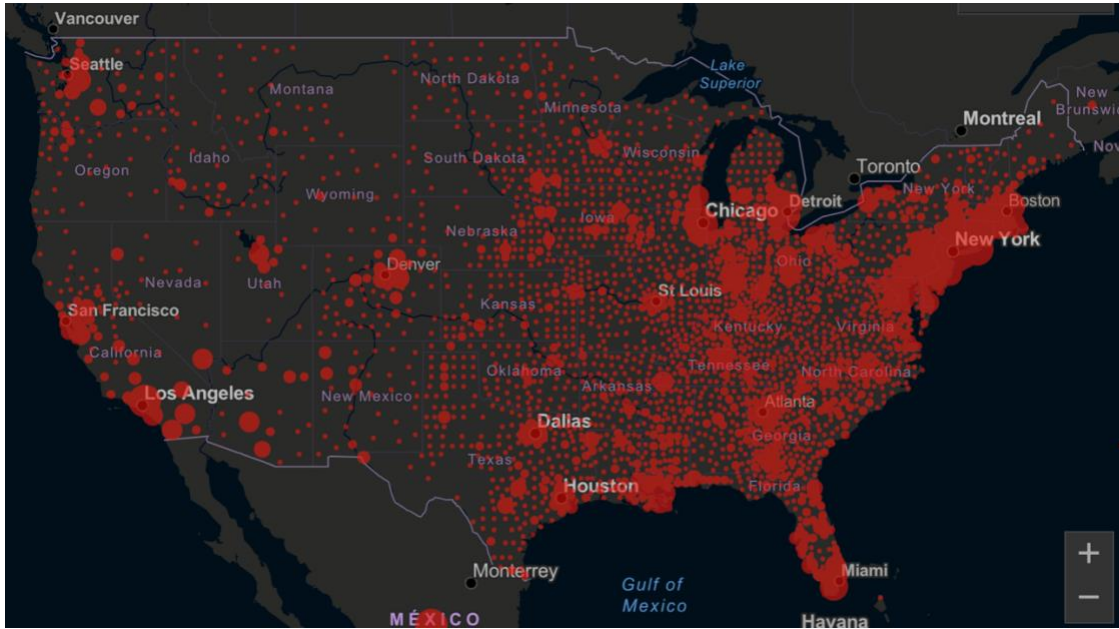 Vancouver
Seattle
Montana
North Dakota
Lake
Superior
Minnesota
New
Brunswic
Montreal
Nov
Oregon
Idaho
South Dakota
Wisconsin
Toronto
Wyoming
New York
Boston
Detroit
Chicago
Iowa
Nebraska
New York
Nevada
Utah
Denver
Ohio
San Francisco
Kansas
St Louis
California
Kentucky
Virginia
Los Angeles
New Mexico
Oklahoma
Arkansas
Tennessee
North Carolina
Dallas
Atlanta
Georgia
Texas
Houston
Florida
Monterrey
Gulf of
Mexico
Miami
MÉXICO
Havana
+
−